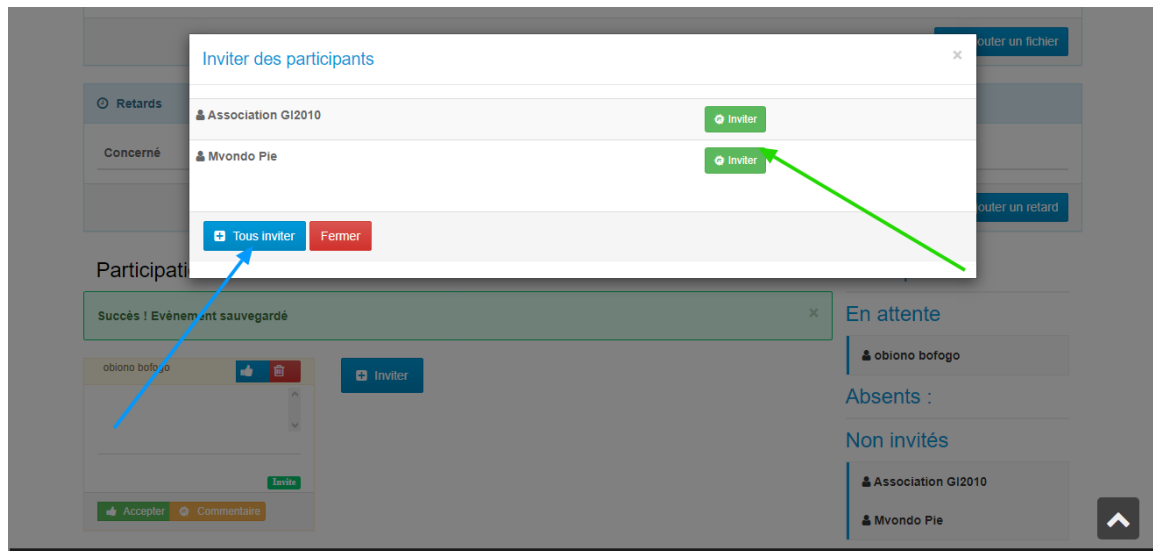 outer un fichier
Inviter des participants
×
Retards
Association GI2010
Inviter
Concerné
Mvondo Pie
Inviter
outer un retard
Tous inviter
Fermer
Participati
Succès ! Evènement sauvegardé
×
En attente
obiono bofogo
obiono bofogo
Inviter
Absents :
Non invités
Invite
Association GI2010
Accepter
Commentaire
Mvondo Pie